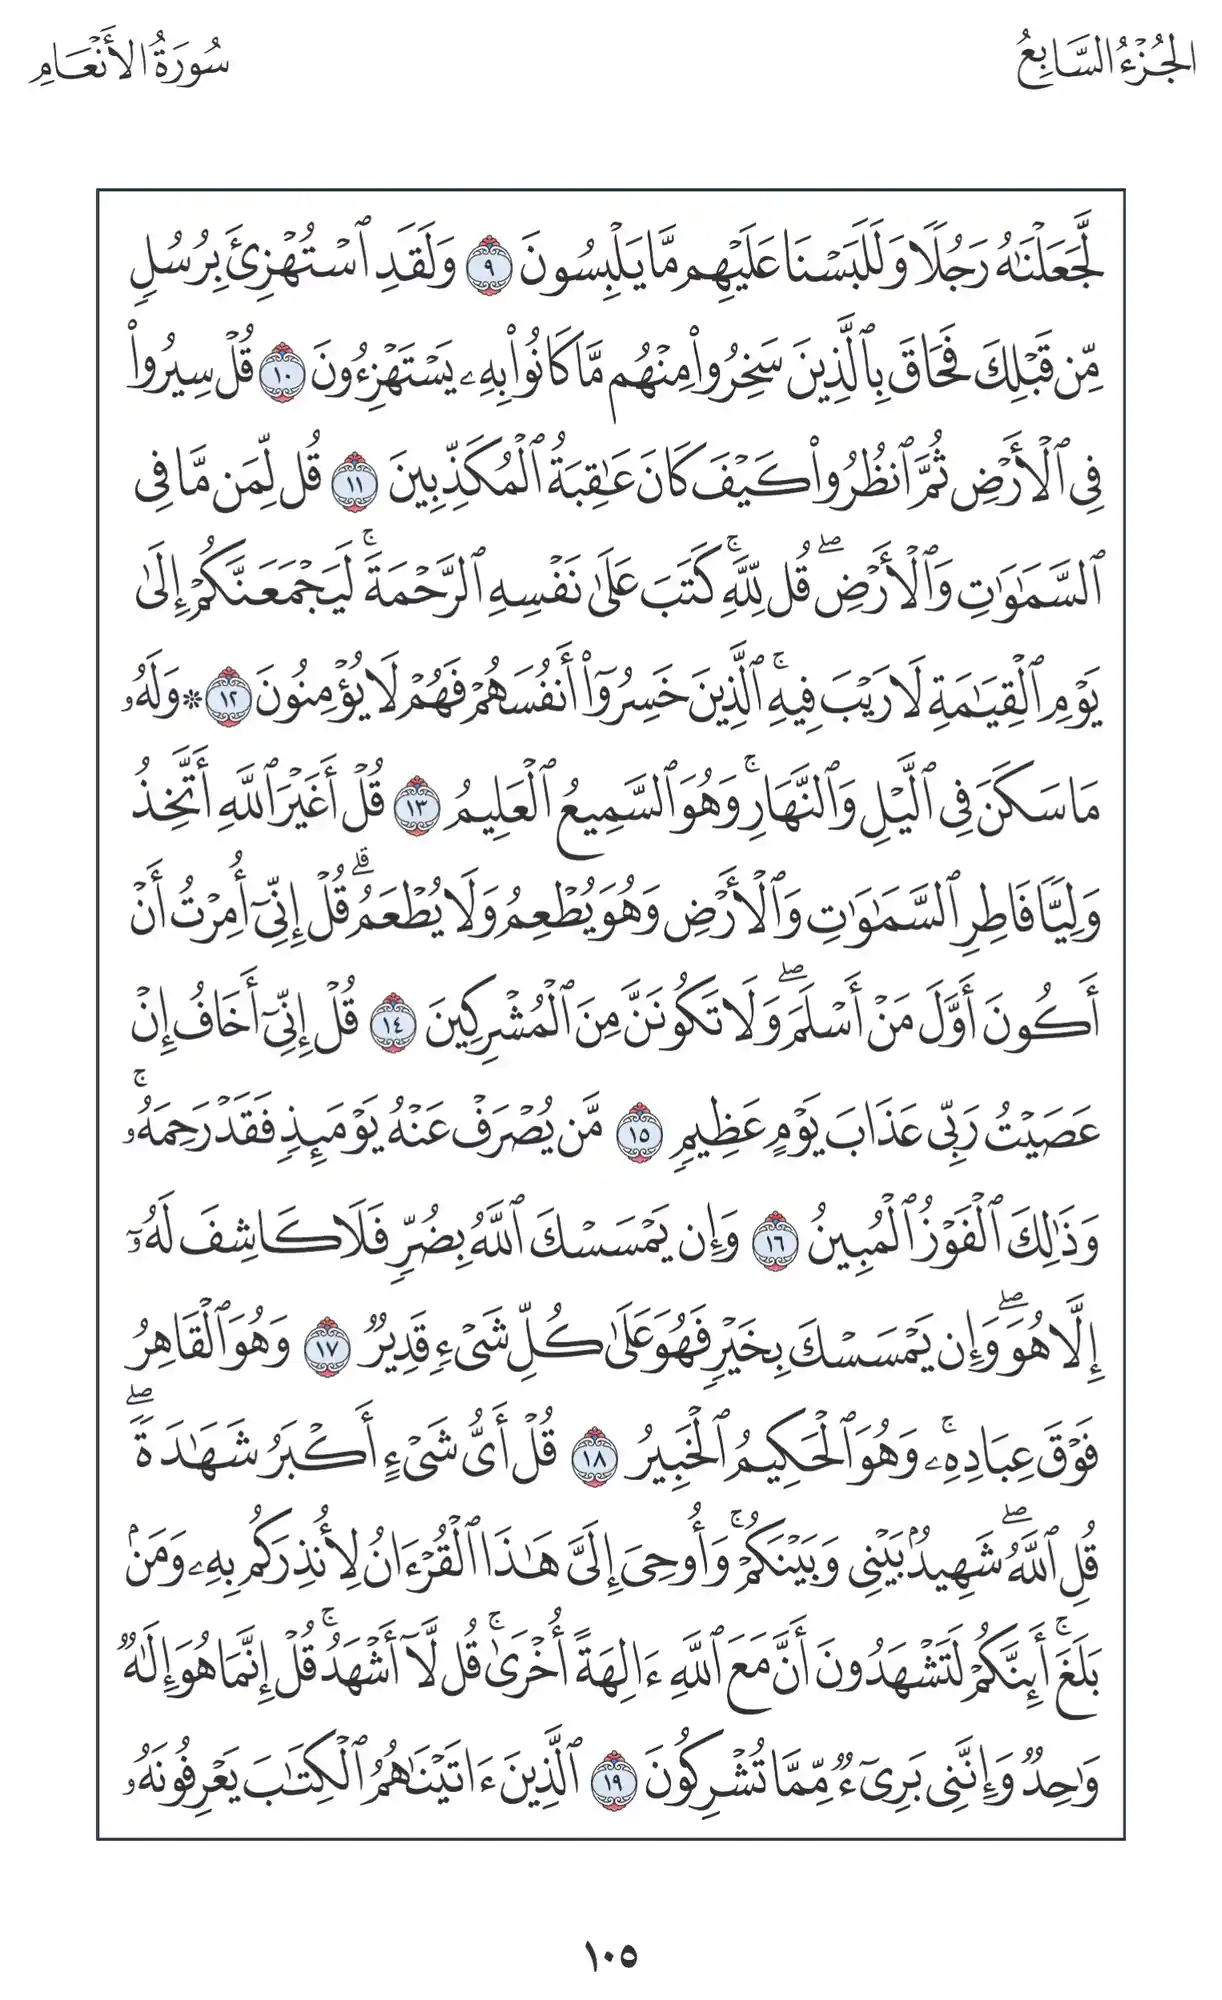 الجُزْءُ السَّابِعُ
سُورَةُ الأَنْعَامِ
لَّجَعَلْنَٰهُ رَجُلًا وَلَلَبَسْنَا عَلَيْهِم مَّا يَلْبِسُونَ ٩ وَلَقَدِ ٱسْتُهْزِئَ بِرُسُلٍ
مِّن قَبْلِكَ فَحَاقَ بِٱلَّذِينَ سَخِرُوا۟ مِنْهُم مَّا كَانُوا۟ بِهِۦ يَسْتَهْزِءُونَ ١٠ قُلْ سِيرُوا۟
فِى ٱلْأَرْضِ ثُمَّ ٱنظُرُوا۟ كَيْفَ كَانَ عَٰقِبَةُ ٱلْمُكَذِّبِينَ ١١ قُل لِّمَن مَّا فِى
ٱلسَّمَٰوَٰتِ وَٱلْأَرْضِ ۖ قُل لِّلَّهِ ۚ كَتَبَ عَلَىٰ نَفْسِهِ ٱلرَّحْمَةَ ۚ لَيَجْمَعَنَّكُمْ إِلَىٰ
يَوْمِ ٱلْقِيَٰمَةِ لَا رَيْبَ فِيهِ ۚ ٱلَّذِينَ خَسِرُوٓا۟ أَنفُسَهُمْ فَهُمْ لَا يُؤْمِنُونَ ١٢ * وَلَهُۥ
مَا سَكَنَ فِى ٱلَّيْلِ وَٱلنَّهَارِ ۚ وَهُوَ ٱلسَّمِيعُ ٱلْعَلِيمُ ١٣ قُلْ أَغَيْرَ ٱللَّهِ أَتَّخِذُ
وَلِيًّا فَاطِرِ ٱلسَّمَٰوَٰتِ وَٱلْأَرْضِ وَهُوَ يُطْعِمُ وَلَا يُطْعَمُ ۗ قُلْ إِنِّىٓ أُمِرْتُ أَنْ
أَكُونَ أَوَّلَ مَنْ أَسْلَمَ ۖ وَلَا تَكُونَنَّ مِنَ ٱلْمُشْرِكِينَ ١٤ قُلْ إِنِّىٓ أَخَافُ إِنْ
عَصَيْتُ رَبِّى عَذَابَ يَوْمٍ عَظِيمٍ ١٥ مَّن يُصْرَفْ عَنْهُ يَوْمَئِذٍ فَقَدْ رَحِمَهُۥ ۚ
وَذَٰلِكَ ٱلْفَوْزُ ٱلْمُبِينُ ١٦ وَإِن يَمْسَسْكَ ٱللَّهُ بِضُرٍّ فَلَا كَاشِفَ لَهُۥٓ
إِلَّا هُوَ ۖ وَإِن يَمْسَسْكَ بِخَيْرٍ فَهُوَ عَلَىٰ كُلِّ شَىْءٍ قَدِيرٌ ١٧ وَهُوَ ٱلْقَاهِرُ
فَوْقَ عِبَادِهِۦ ۚ وَهُوَ ٱلْحَكِيمُ ٱلْخَبِيرُ ١٨ قُلْ أَىُّ شَىْءٍ أَكْبَرُ شَهَٰدَةً ۖ
قُلِ ٱللَّهُ ۖ شَهِيدٌۢ بَيْنِى وَبَيْنَكُمْ ۚ وَأُوحِىَ إِلَىَّ هَٰذَا ٱلْقُرْءَانُ لِأُنذِرَكُم بِهِۦ وَمَنۢ
بَلَغَ ۚ أَئِنَّكُمْ لَتَشْهَدُونَ أَنَّ مَعَ ٱللَّهِ ءَالِهَةً أُخْرَىٰ ۚ قُل لَّآ أَشْهَدُ ۚ قُلْ إِنَّمَا هُوَ إِلَٰهٌ
وَٰحِدٌ وَإِنَّنِى بَرِىٓءٌ مِّمَّا تُشْرِكُونَ ١٩ ٱلَّذِينَ ءَاتَيْنَٰهُمُ ٱلْكِتَٰبَ يَعْرِفُونَهُۥ
١٠٥